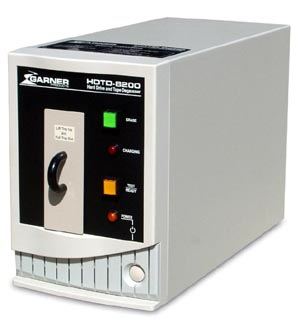 GARNER
HDTD-8200
Hard Drive and Tape Degausser
ERASE
CHARGING
TEST
READY
POWER